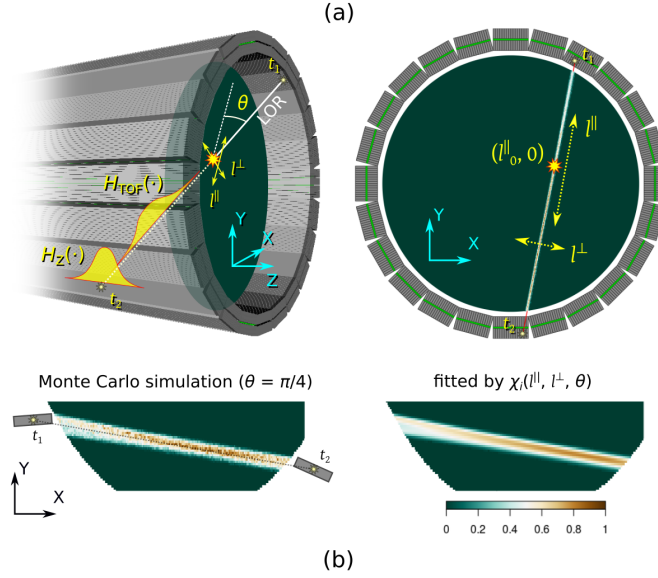 (a)
t₁
θ
LOR
l^⊥
l^∥
H_TOF(·)
H_Z(·)
t₂
Y
X
Z
t₁
l^∥
(l^∥₀, 0)
l^⊥
Y
X
t₂
Monte Carlo simulation (θ = π/4)
t₁
t₂
Y
X
fitted by χᵢ(l^∥, l^⊥, θ)
0 0.2 0.4 0.6 0.8 1
(b)